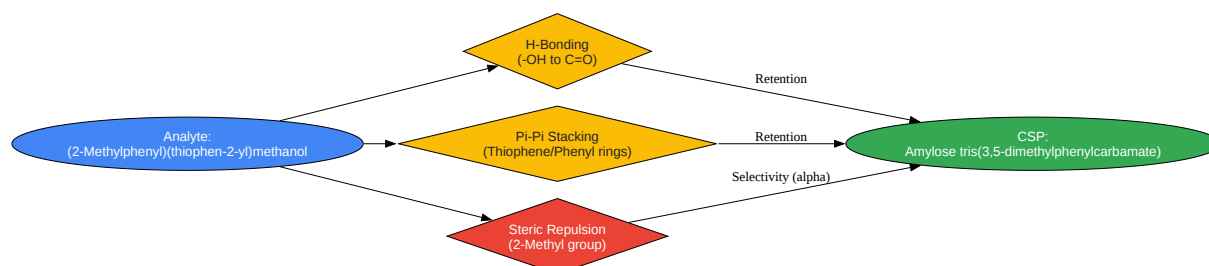 H-Bonding
(-OH to C=O)
Retention
Analyte:
(2-Methylphenyl)(thiophen-2-yl)methanol
Pi-Pi Stacking
(Thiophene/Phenyl rings)
Retention
CSP:
Amylose tris(3,5-dimethylphenylcarbamate)
Selectivity (alpha)
Steric Repulsion
(2-Methyl group)